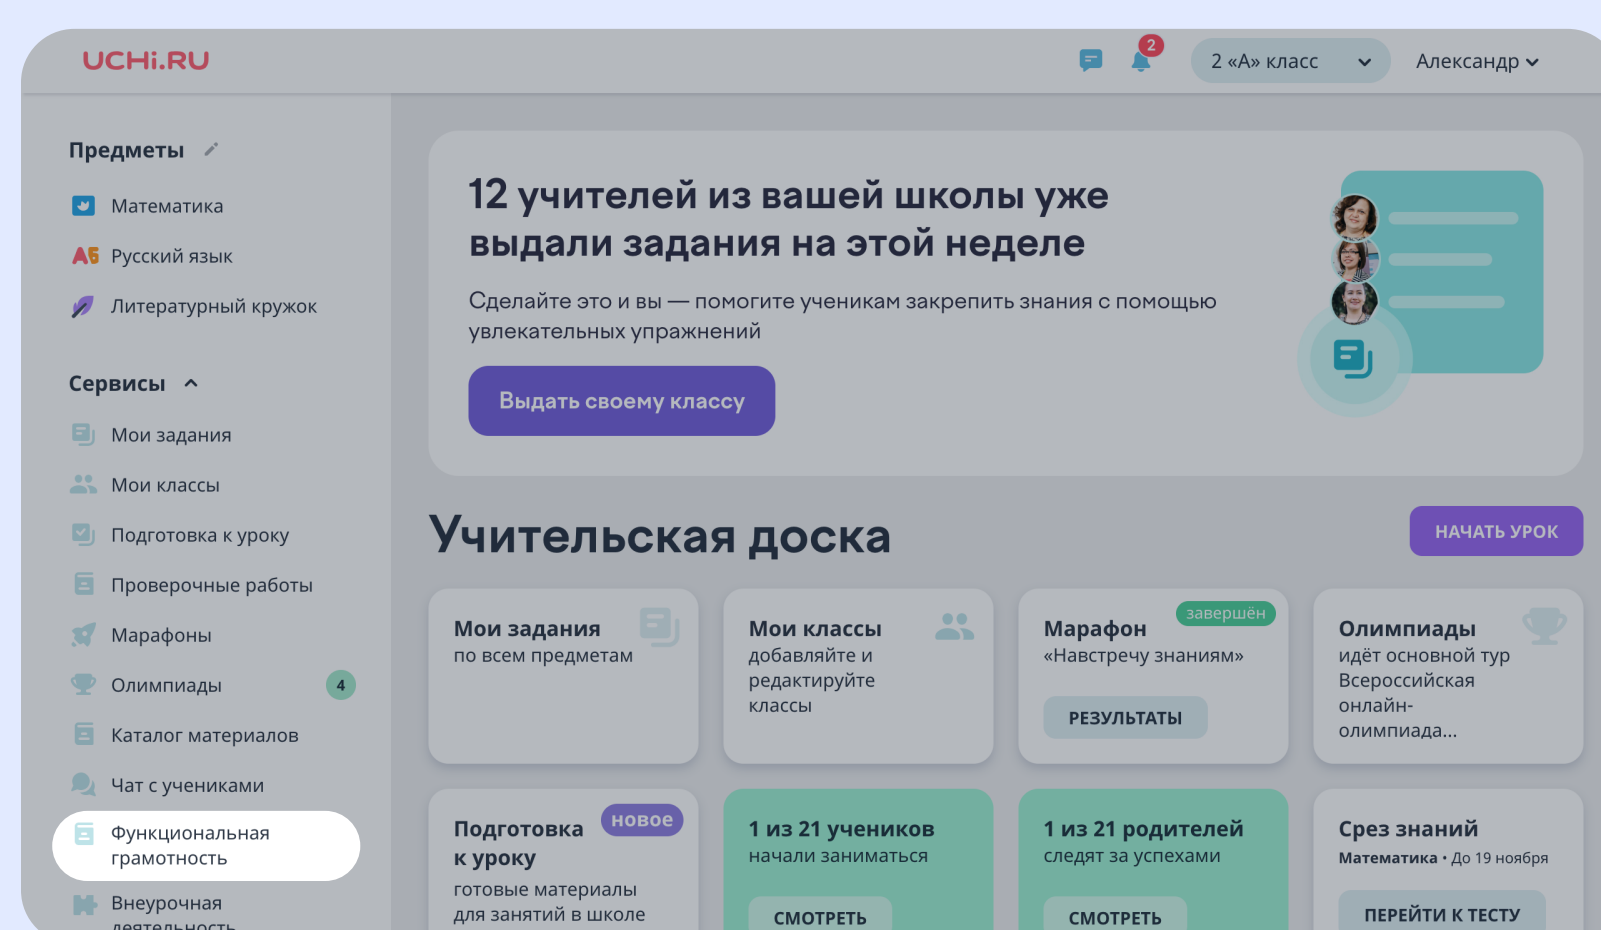 UCHi.RU
2
2 «А» класс
Александр
Предметы
Математика
АБ
Русский язык
Литературный кружок
Сервисы
Мои задания
Мои классы
Подготовка к уроку
Проверочные работы
Марафоны
Олимпиады
4
Каталог материалов
Чат с учениками
Функциональная
грамотность
Внеурочная
деятельность
12 учителей из вашей школы уже
выдали задания на этой неделе
Сделайте это и вы — помогите ученикам закрепить знания с помощью
увлекательных упражнений
Выдать своему классу
Учительская доска
НАЧАТЬ УРОК
Мои задания
по всем предметам
Мои классы
добавляйте и
редактируйте
классы
завершён
Марафон
«Навстречу знаниям»
РЕЗУЛЬТАТЫ
Олимпиады
идёт основной тур
Всероссийская
онлайн-
олимпиада...
новое
Подготовка
к уроку
готовые материалы
для занятий в школе
1 из 21 учеников
начали заниматься
СМОТРЕТЬ
1 из 21 родителей
следят за успехами
СМОТРЕТЬ
Срез знаний
Математика • До 19 ноября
ПЕРЕЙТИ К ТЕСТУ